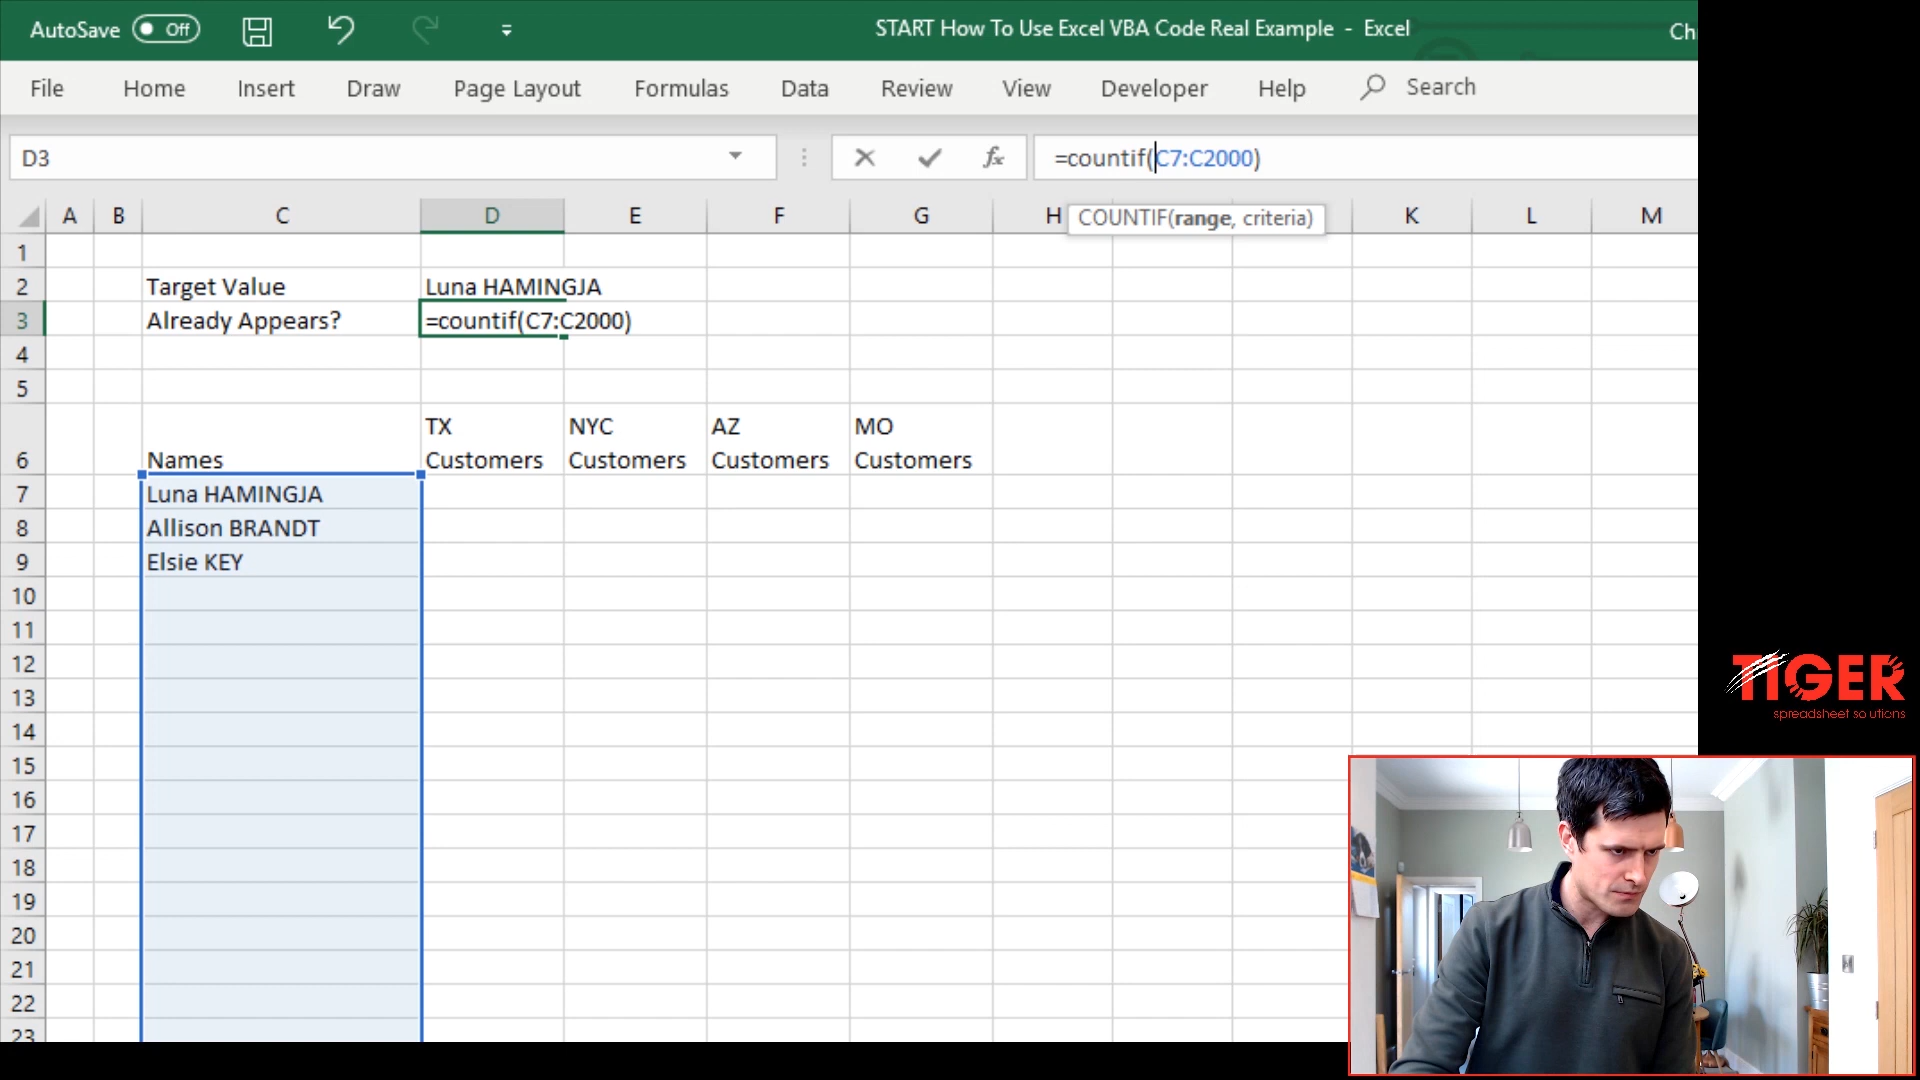 AutoSave Off START How To Use Excel VBA Code Real Example - Excel Ch
File Home Insert Draw Page Layout Formulas Data Review View Developer Help Search
D3 fx =countif(C7:C2000)
COUNTIF(range, criteria)
A B C D E F G H K L M
1
2 Target Value Luna HAMINGJA
3 Already Appears? =countif(C7:C2000)
4
5
TX NYC AZ MO
6 Names Customers Customers Customers Customers
7 Luna HAMINGJA
8 Allison BRANDT
9 Elsie KEY
10
11
12
13
14
15
16
17
18
19
20
21
22
23
TIGER
spreadsheet solutions